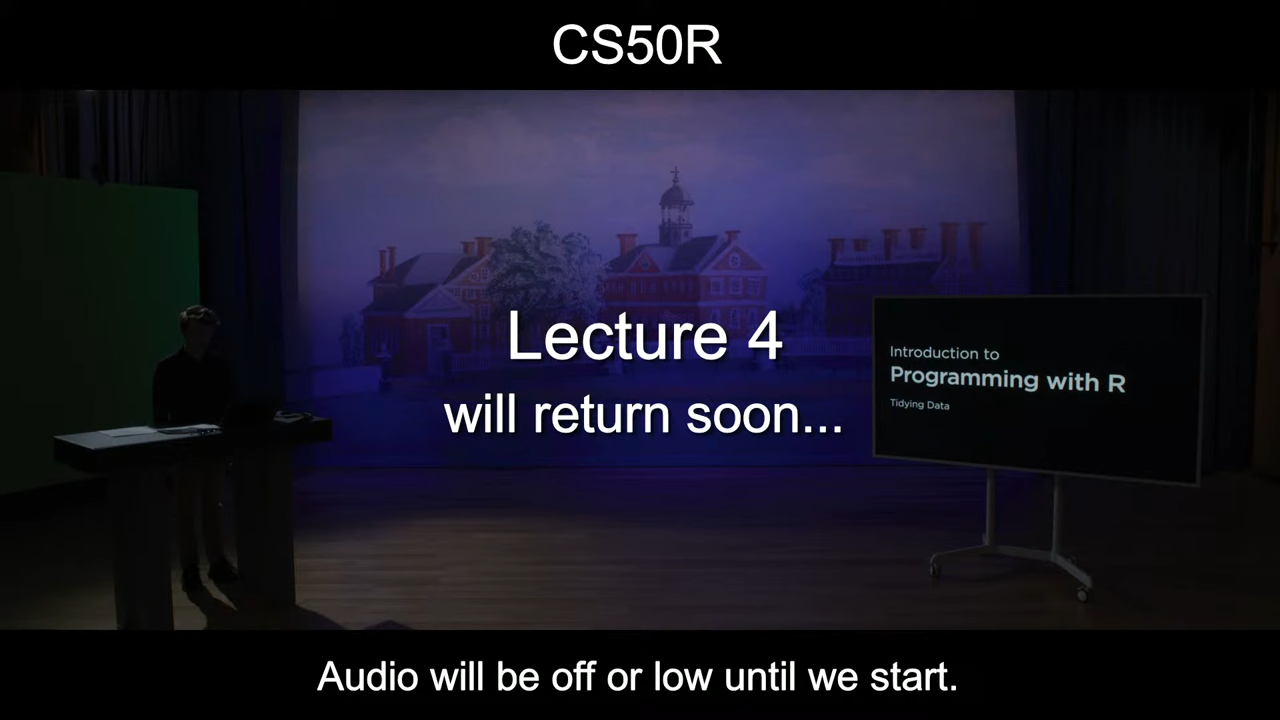 CS50R
Lecture 4
will return soon...
Introduction to
Programming with R
Tidying Data
Audio will be off or low until we start.